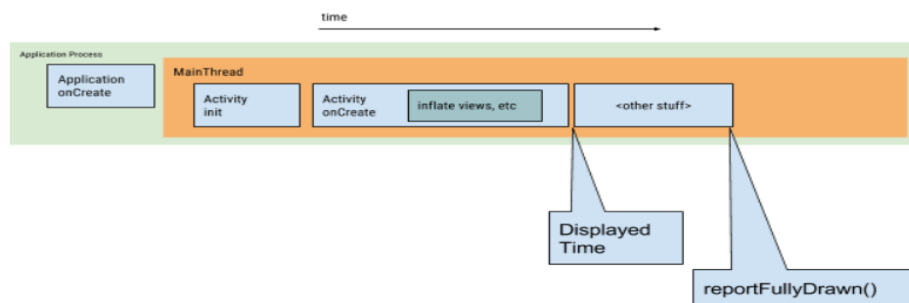 time
Application Process
MainThread
Application
onCreate
Activity
init
Activity
onCreate
inflate views, etc
<other stuff>
Displayed
Time
reportFullyDrawn()